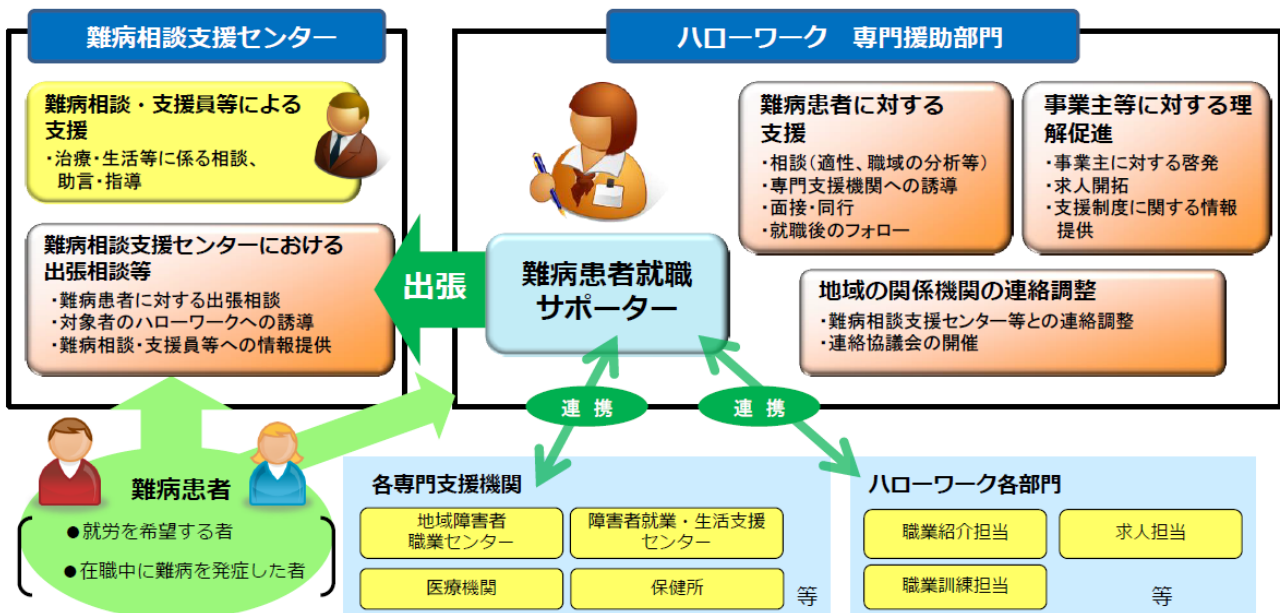 難病相談支援センター
難病相談・支援員等による
支援
・治療・生活等に係る相談、
助言・指導
難病相談支援センターにおける
出張相談等
・難病患者に対する出張相談
・対象者のハローワークへの誘導
・難病相談・支援員等への情報提供
出張
ハローワーク　専門援助部門
難病患者就職
サポーター
難病患者に対する
支援
・相談（適性、職域の分析等）
・専門支援機関への誘導
・面接・同行
・就職後のフォロー
事業主等に対する理
解促進
・事業主に対する啓発
・求人開拓
・支援制度に関する情報
提供
地域の関係機関の連絡調整
・難病相談支援センター等との連絡調整
・連絡協議会の開催
連 携
連 携
難病患者
●就労を希望する者
●在職中に難病を発症した者
各専門支援機関
地域障害者
職業センター
障害者就業・生活支援
センター
医療機関
保健所
等
ハローワーク各部門
職業紹介担当
求人担当
職業訓練担当
等